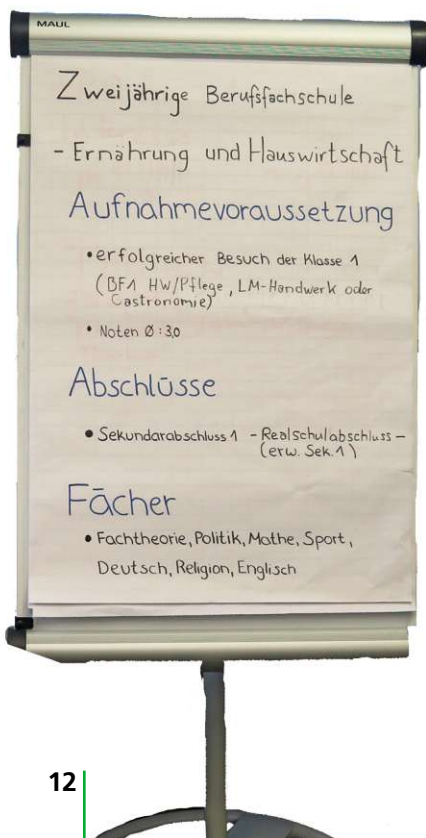 MAUL
Zweijährige Berufsfachschule
- Ernährung und Hauswirtschaft
Aufnahmevoraussetzung
• erfolgreicher Besuch der Klasse 1
(BF1 HW/Pflege, LM-Handwerk oder
Gastronomie)
• Noten Ø: 3,0
Abschlüsse
• Sekundarabschluss 1 - Realschulabschluss -
(erw. Sek. 1)
Fächer
• Fachtheorie, Politik, Mathe, Sport,
Deutsch, Religion, Englisch
12